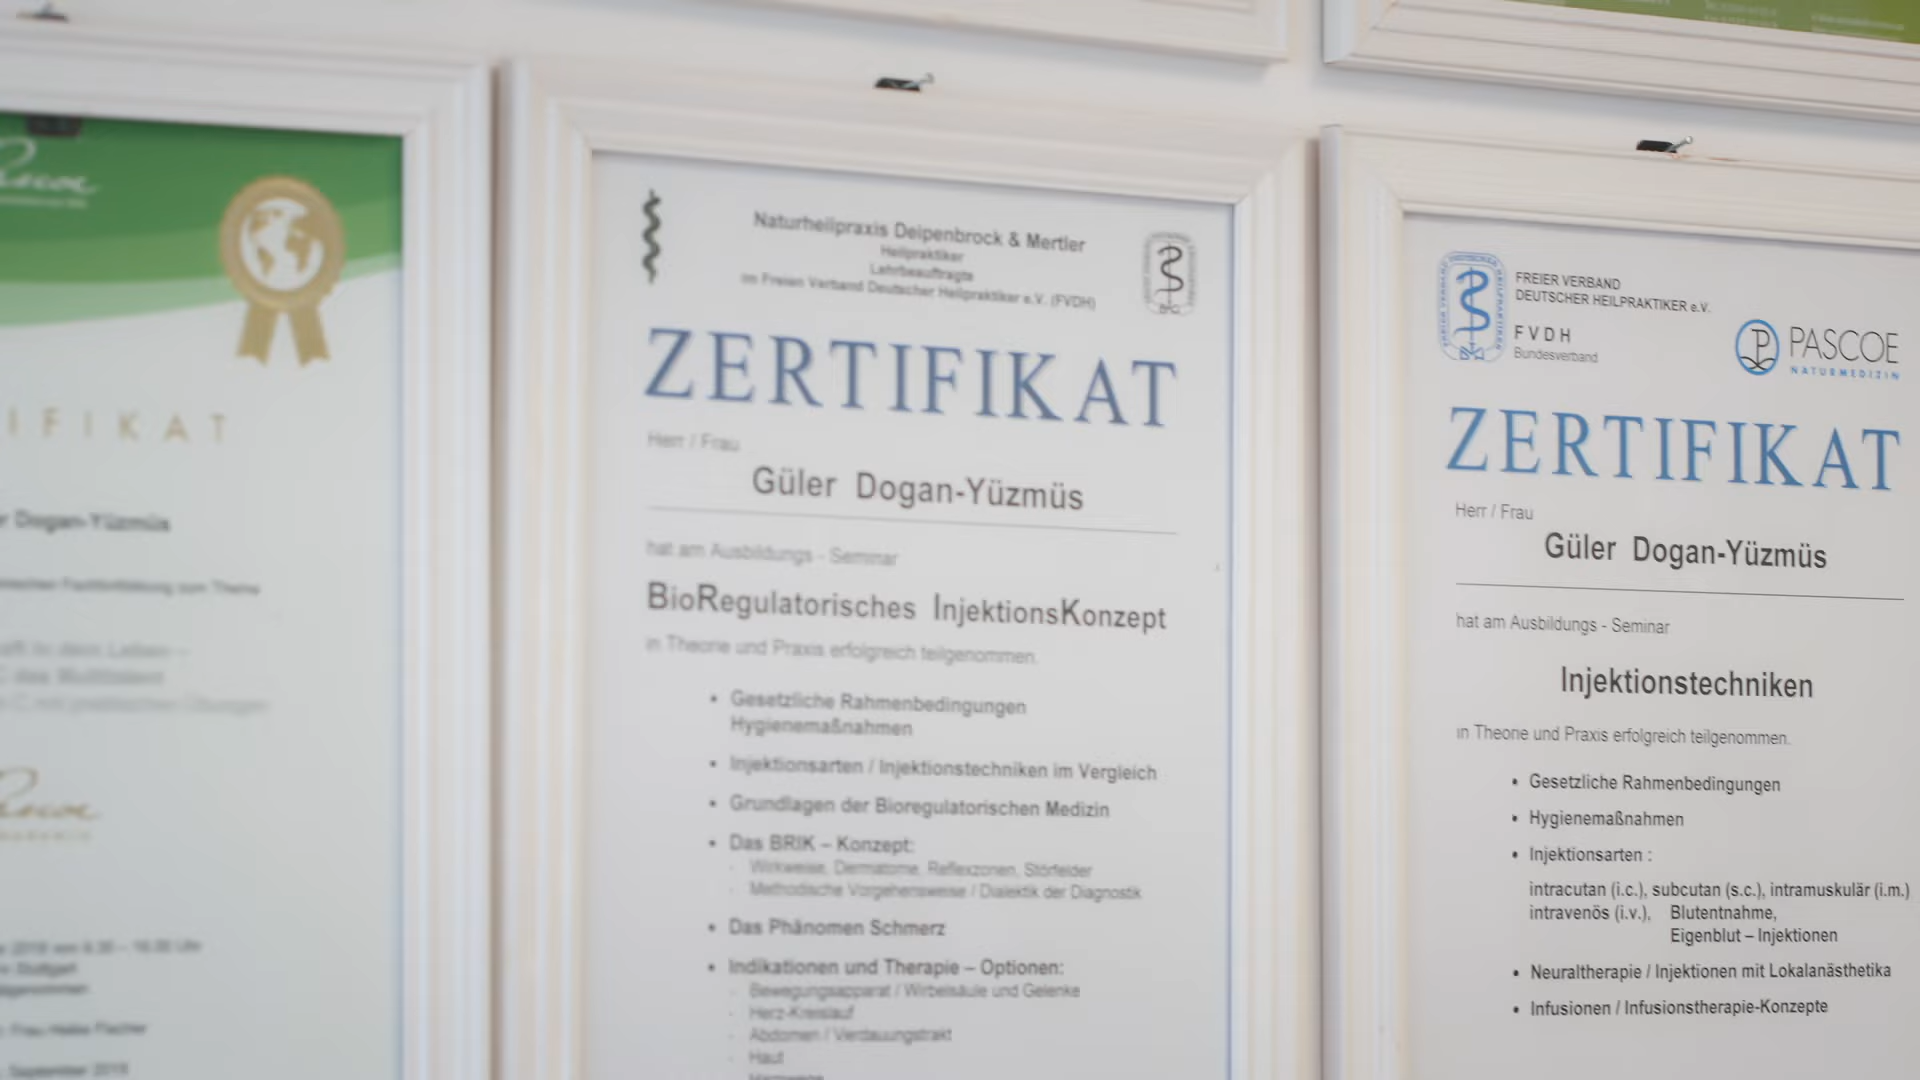 IFIKAT
Dogan-Yüzmüs
Naturheilpraxis Deipenbrock & Mertler
Heilpraktiker
Lehrbeauftragte
im Freien Verband Deutscher Heilpraktiker e.V. (FVDH)
ZERTIFIKAT
Herr / Frau
Güler Dogan-Yüzmüs
hat am Ausbildungs - Seminar
BioRegulatorisches InjektionsKonzept
in Theorie und Praxis erfolgreich teilgenommen.
• Gesetzliche Rahmenbedingungen
Hygienemaßnahmen
• Injektionsarten / Injektionstechniken im Vergleich
• Grundlagen der Bioregulatorischen Medizin
• Das BRIK – Konzept:
- Wirkweise, Dermatome, Reflexzonen, Störfelder
- Methodische Vorgehensweise / Dialektik der Diagnostik
• Das Phänomen Schmerz
• Indikationen und Therapie – Optionen:
- Bewegungsapparat / Wirbelsäule und Gelenke
- Herz-Kreislauf
- Abdomen / Verdauungstrakt
- Haut
FREIER VERBAND
DEUTSCHER HEILPRAKTIKER e.V.
FVDH
Bundesverband
PASCOE
NATURMEDIZIN
ZERTIFIKAT
Herr / Frau
Güler Dogan-Yüzmüs
hat am Ausbildungs - Seminar
Injektionstechniken
in Theorie und Praxis erfolgreich teilgenommen.
• Gesetzliche Rahmenbedingungen
• Hygienemaßnahmen
• Injektionsarten :
intracutan (i.c.), subcutan (s.c.), intramuskulär (i.m.)
intravenös (i.v.), Blutentnahme,
Eigenblut – Injektionen
• Neuraltherapie / Injektionen mit Lokalanästhetika
• Infusionen / Infusionstherapie-Konzepte